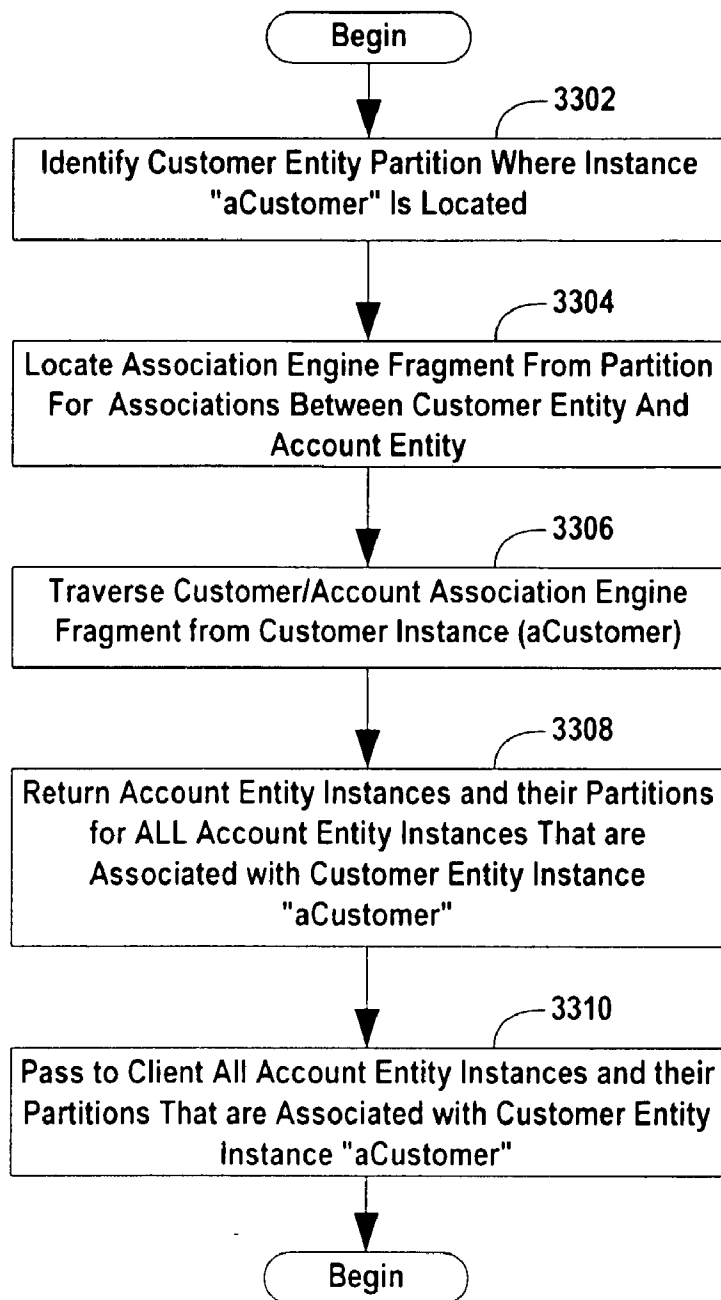 Begin
3302
Identify Customer Entity Partition Where Instance
"aCustomer" Is Located
3304
Locate Association Engine Fragment From Partition
For Associations Between Customer Entity And
Account Entity
3306
Traverse Customer/Account Association Engine
Fragment from Customer Instance (aCustomer)
3308
Return Account Entity Instances and their Partitions
for ALL Account Entity Instances That are
Associated with Customer Entity Instance
"aCustomer"
3310
Pass to Client All Account Entity Instances and their
Partitions That are Associated with Customer Entity
Instance "aCustomer"
Begin